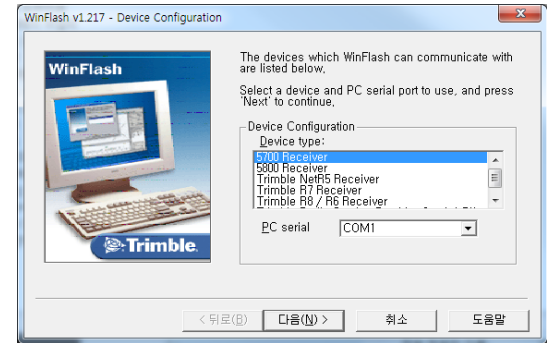 WinFlash v1.217 - Device Configuration
WinFlash
Trimble.
The devices which WinFlash can communicate with
are listed below,
Select a device and PC serial port to use, and press
'Next' to continue,
Device Configuration
Device type:
5700 Receiver
5800 Receiver
Trimble NetR5 Receiver
Trimble R7 Receiver
Trimble R8 / R6 Receiver
PC serial
COM1
< 뒤로(B)
다음(N) >
취소
도움말